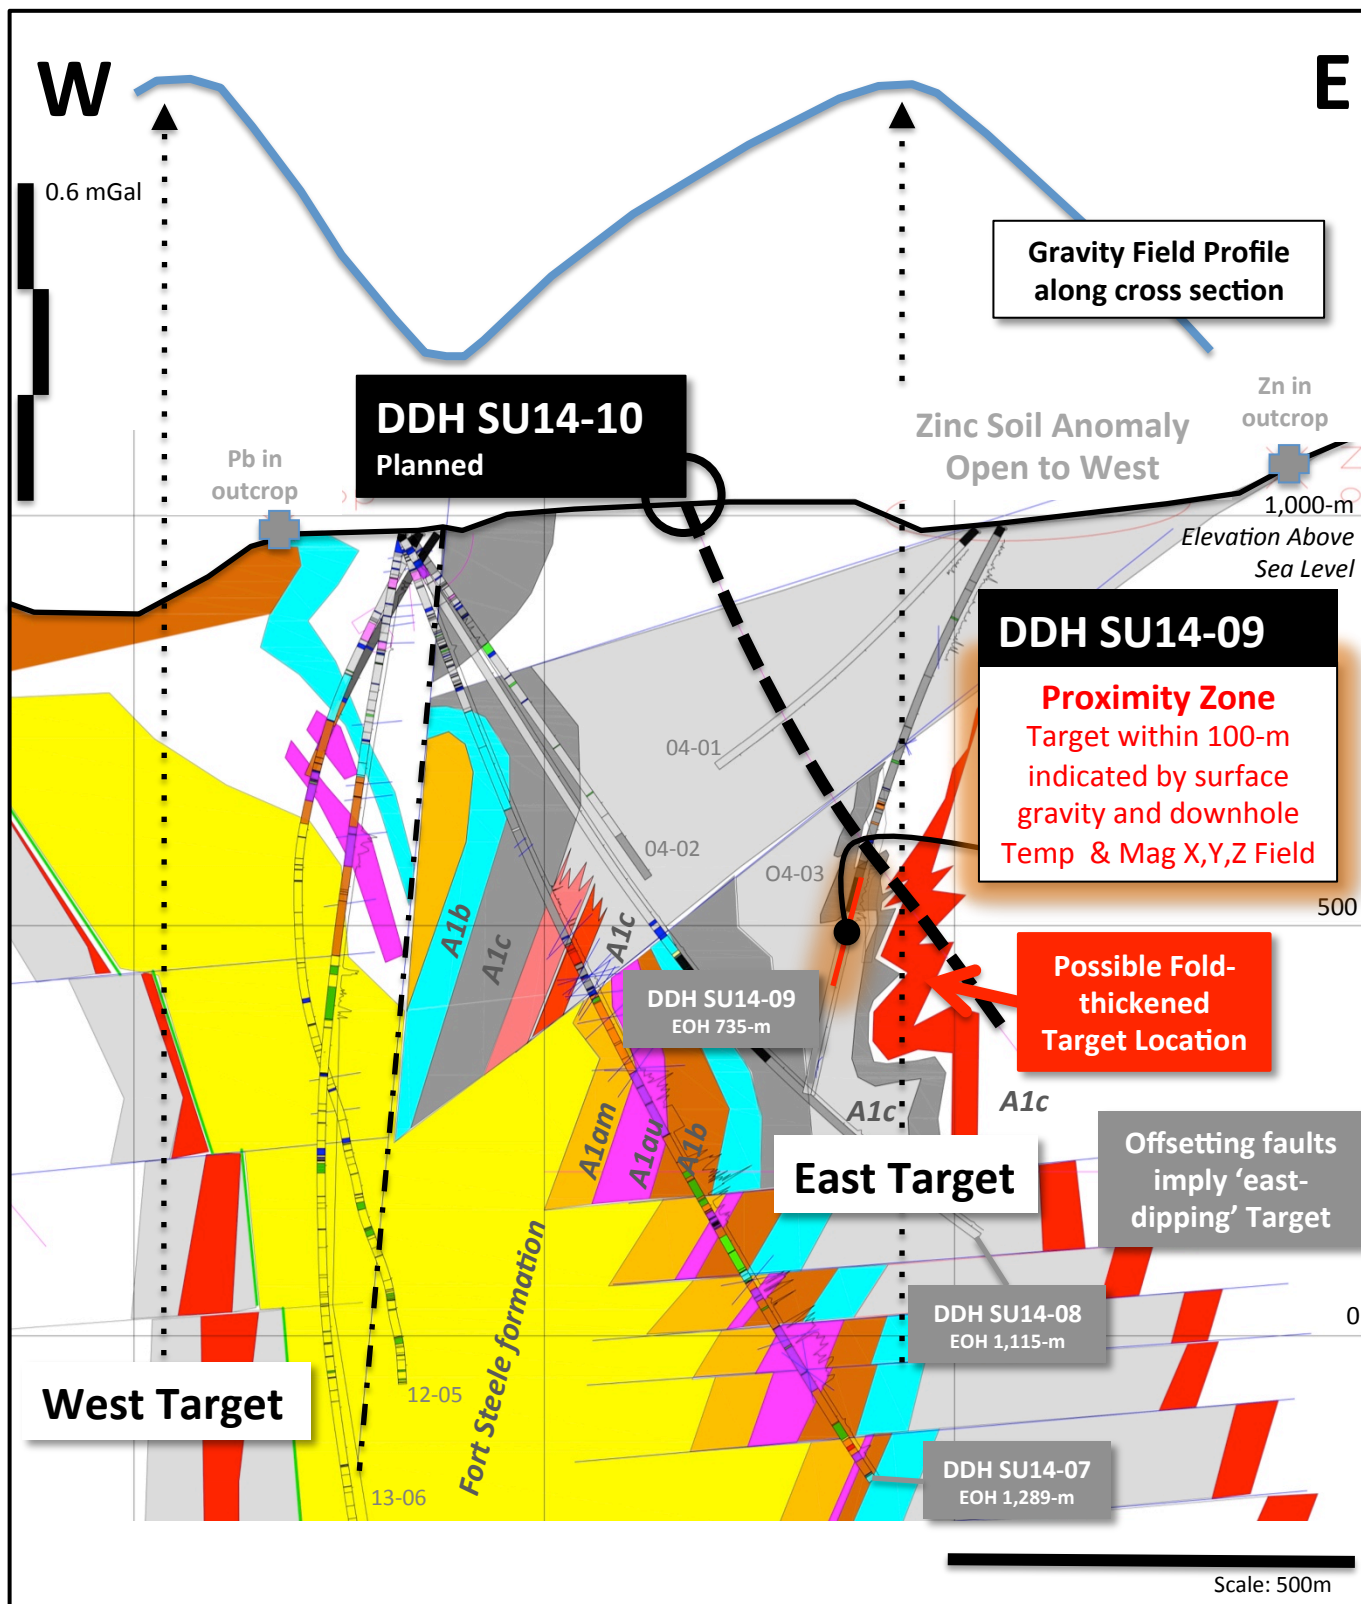 W
E
0.6 mGal
Gravity Field Profile
along cross section
DDH SU14-10
Planned
Zinc Soil Anomaly
Open to West
Zn in
outcrop
Pb in
outcrop
1,000-m
Elevation Above
Sea Level
DDH SU14-09
Proximity Zone
Target within 100-m
indicated by surface
gravity and downhole
Temp & Mag X,Y,Z Field
04-01
04-02
O4-03
500
A1b
A1c
A1c
DDH SU14-09
EOH 735-m
Possible Fold-
thickened
Target Location
A1am
A1au
A1b
A1c
A1c
East Target
Offsetting faults
imply ‘east-
dipping’ Target
Fort Steele formation
DDH SU14-08
EOH 1,115-m
0
West Target
12-05
13-06
DDH SU14-07
EOH 1,289-m
Scale: 500m